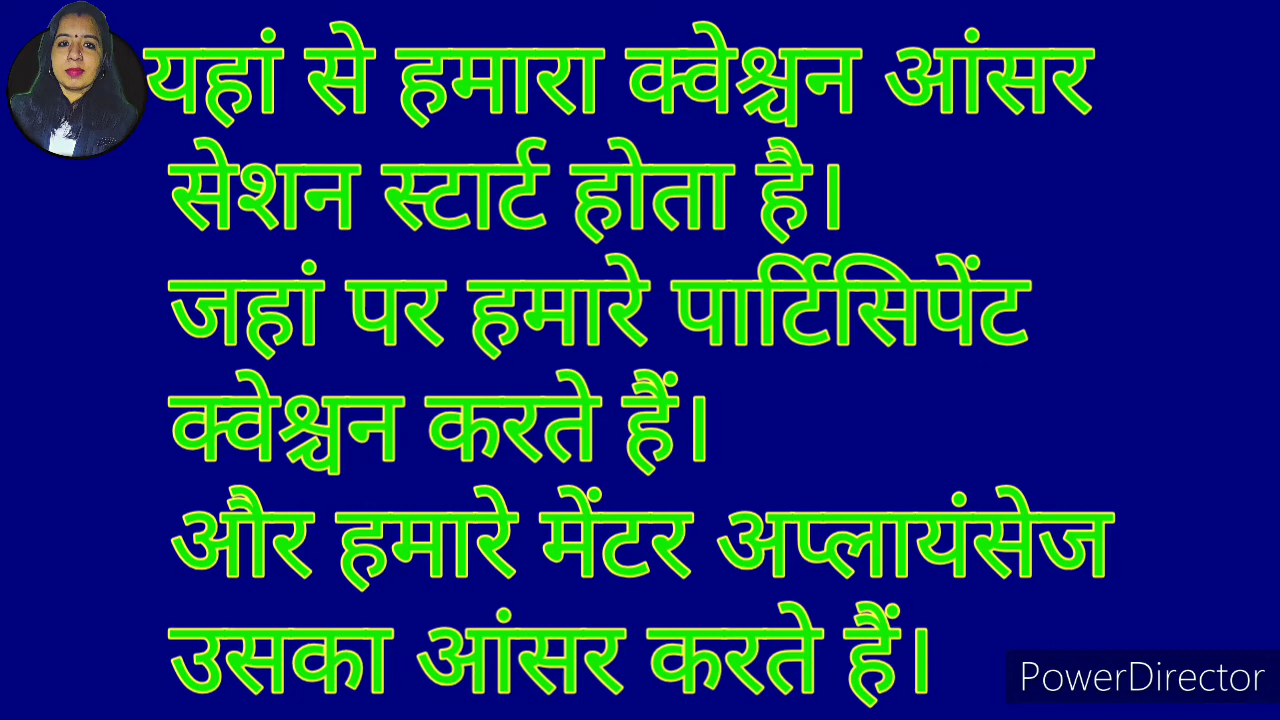 यहां से हमारा क्वेश्चन आंसर
सेशन स्टार्ट होता है।
जहां पर हमारे पार्टिसिपेंट
क्वेश्चन करते हैं।
और हमारे मेंटर अप्लायंसेज
उसका आंसर करते हैं।
PowerDirector